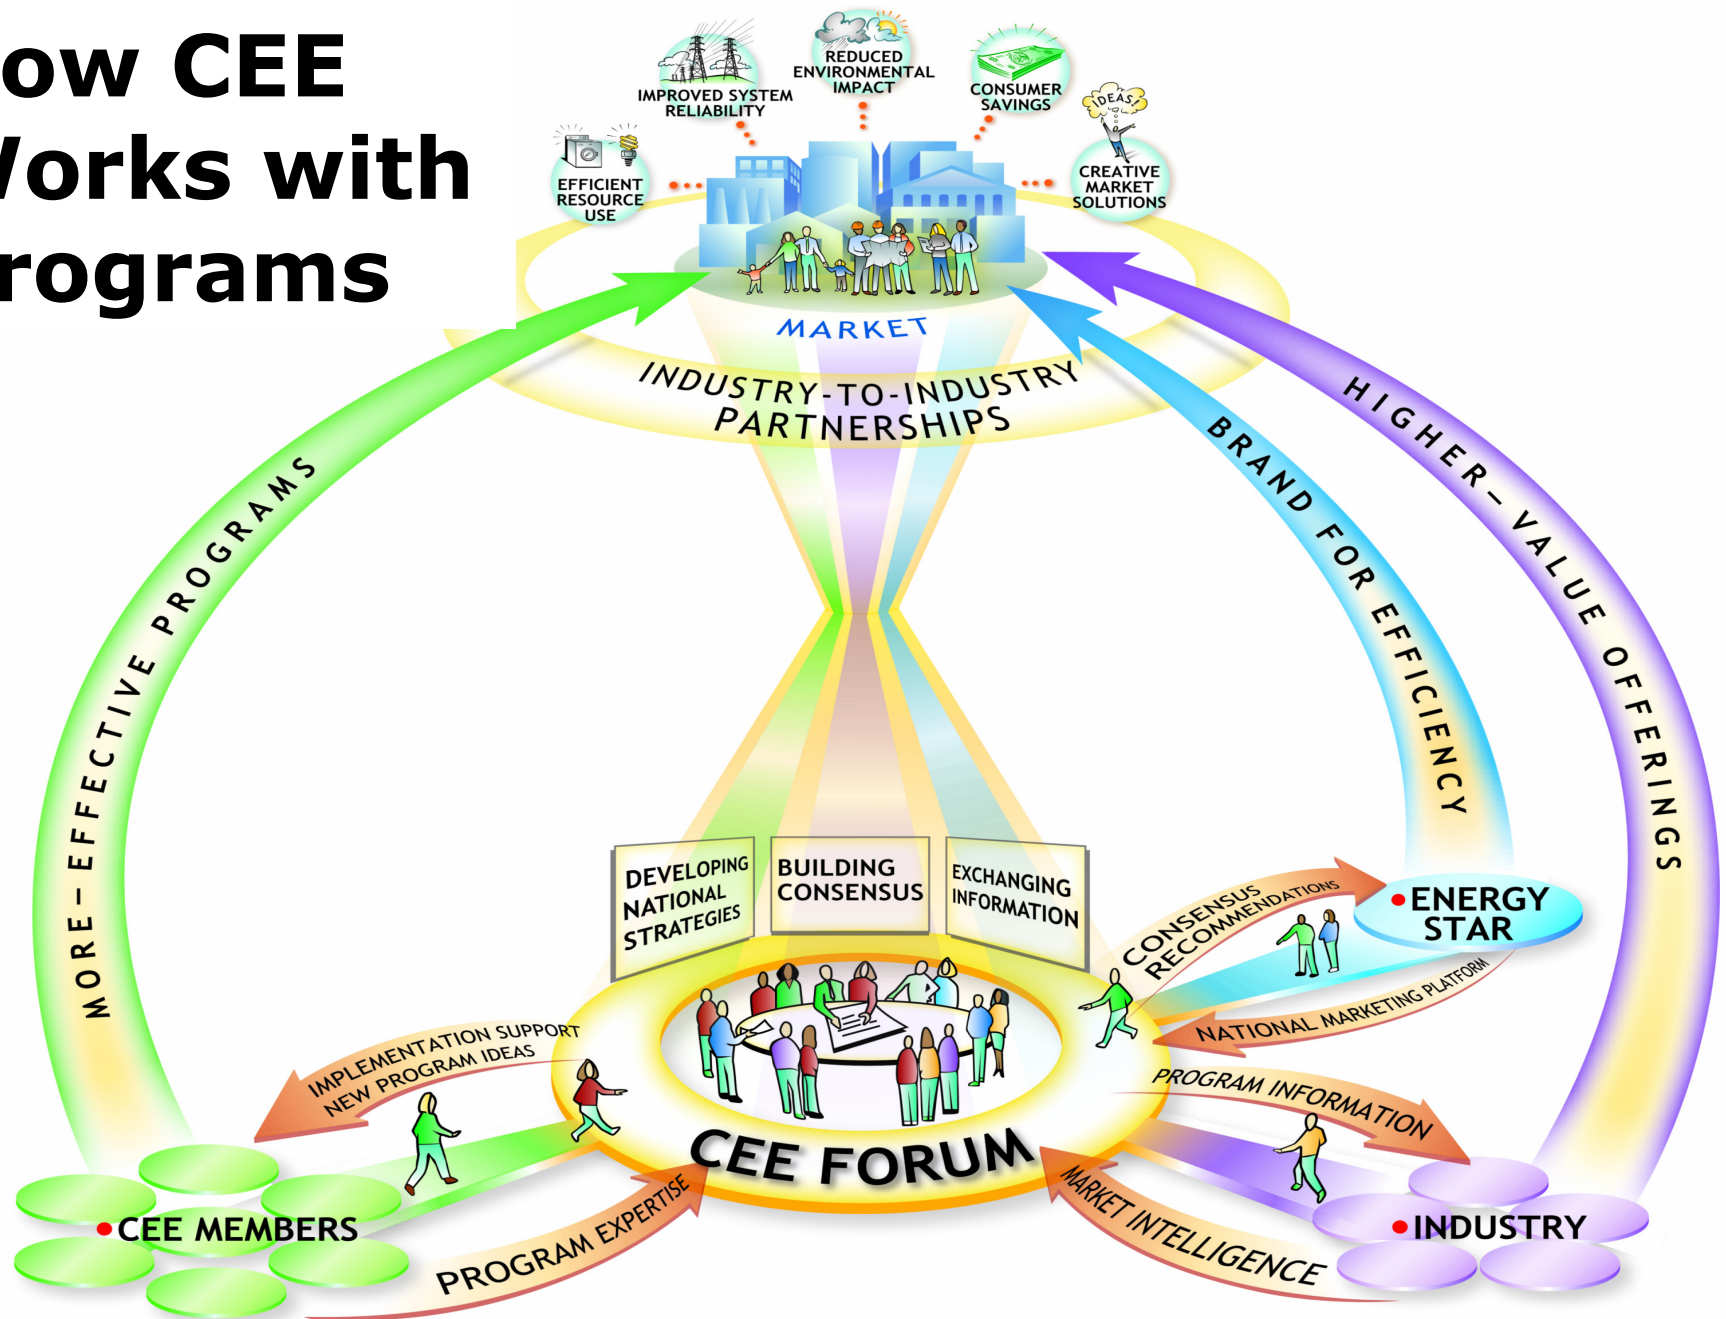 ow CEE
Works with
rograms
IDEAS!
REDUCED
ENVIRONMENTAL
IMPACT
IMPROVED SYSTEM
RELIABILITY
CONSUMER
SAVINGS
EFFICIENT
RESOURCE
USE
CREATIVE
MARKET
SOLUTIONS
MARKET
INDUSTRY-TO-INDUSTRY
PARTNERSHIPS
MORE-EFFECTIVE PROGRAMS
BRAND FOR EFFICIENCY
HIGHER-VALUE OFFERINGS
DEVELOPING
NATIONAL
STRATEGIES
BUILDING
CONSENSUS
EXCHANGING
INFORMATION
CONSENSUS
RECOMMENDATIONS
•ENERGY
STAR
NATIONAL MARKETING PLATFORM
IMPLEMENTATION SUPPORT
NEW PROGRAM IDEAS
PROGRAM INFORMATION
CEE FORUM
•CEE MEMBERS
PROGRAM EXPERTISE
MARKET INTELLIGENCE
•INDUSTRY